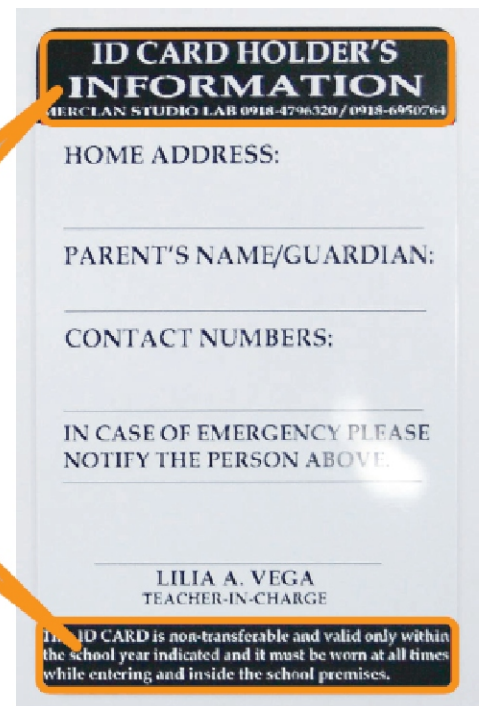 ID CARD HOLDER'S
INFORMATION
MERCLAN STUDIO LAB 0918-4796320 / 0918-6950764
HOME ADDRESS:
PARENT'S NAME/GUARDIAN:
CONTACT NUMBERS:
IN CASE OF EMERGENCY PLEASE
NOTIFY THE PERSON ABOVE.
LILIA A. VEGA
TEACHER-IN-CHARGE
This ID CARD is non-transferable and valid only within
the school year indicated and it must be worn at all times
while entering and inside the school premises.